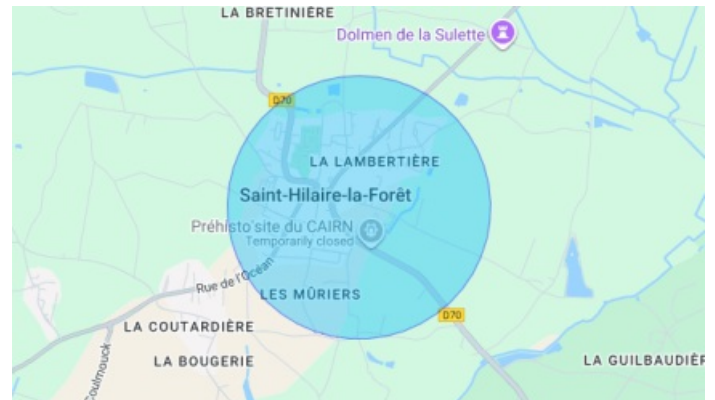 LA BRETINIÈRE
Dolmen de la Sulette
D70
LA LAMBERTIÈRE
Saint-Hilaire-la-Forêt
Préhisto'site du CAIRN
Temporarily closed
Rue de l'Océan
LES MÛRIERS
D70
LA COUTARDIÈRE
LA BOUGERIE
LA GUILBAUDIÈR
Coulmouck